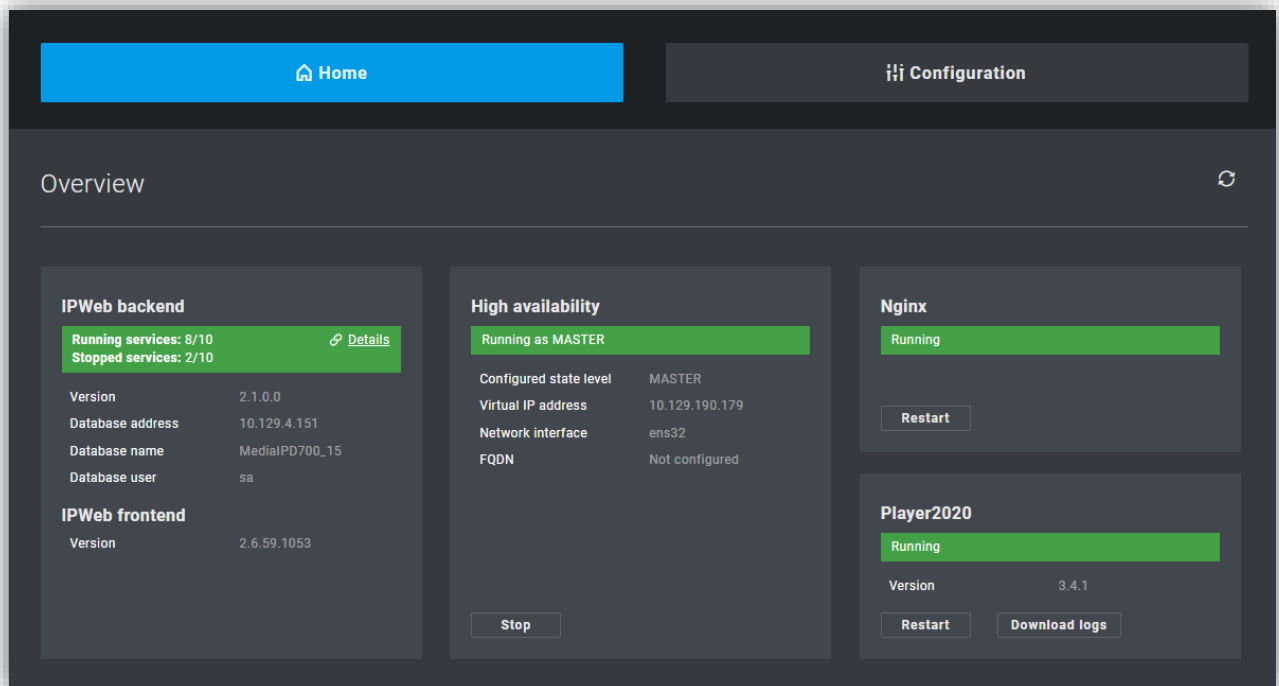 Home
Configuration
Overview
IPWeb backend
Running services: 8/10
Details
Stopped services: 2/10
Version 2.1.0.0
Database address 10.129.4.151
Database name MediaIPD700_15
Database user sa
IPWeb frontend
Version 2.6.59.1053
High availability
Running as MASTER
Configured state level MASTER
Virtual IP address 10.129.190.179
Network interface ens32
FQDN Not configured
Stop
Nginx
Running
Restart
Player2020
Running
Version 3.4.1
Restart
Download logs